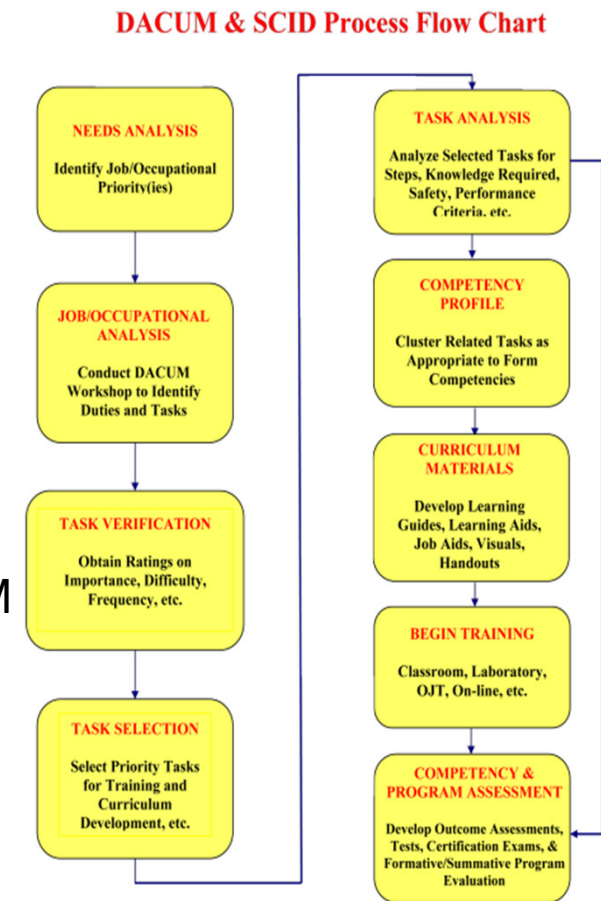 DACUM & SCID Process Flow Chart
NEEDS ANALYSIS
Identify Job/Occupational
Priority(ies)
JOB/OCCUPATIONAL
ANALYSIS
Conduct DACUM
Workshop to Identify
Duties and Tasks
M
TASK VERIFICATION
Obtain Ratings on
Importance, Difficulty,
Frequency, etc.
TASK SELECTION
Select Priority Tasks
for Training and
Curriculum
Development, etc.
TASK ANALYSIS
Analyze Selected Tasks for
Steps, Knowledge Required,
Safety, Performance
Criteria, etc.
COMPETENCY
PROFILE
Cluster Related Tasks as
Appropriate to Form
Competencies
CURRICULUM
MATERIALS
Develop Learning
Guides, Learning Aids,
Job Aids, Visuals,
Handouts
BEGIN TRAINING
Classroom, Laboratory,
OJT, On-line, etc.
COMPETENCY &
PROGRAM ASSESSMENT
Develop Outcome Assessments,
Tests, Certification Exams, &
Formative/Summative Program
Evaluation